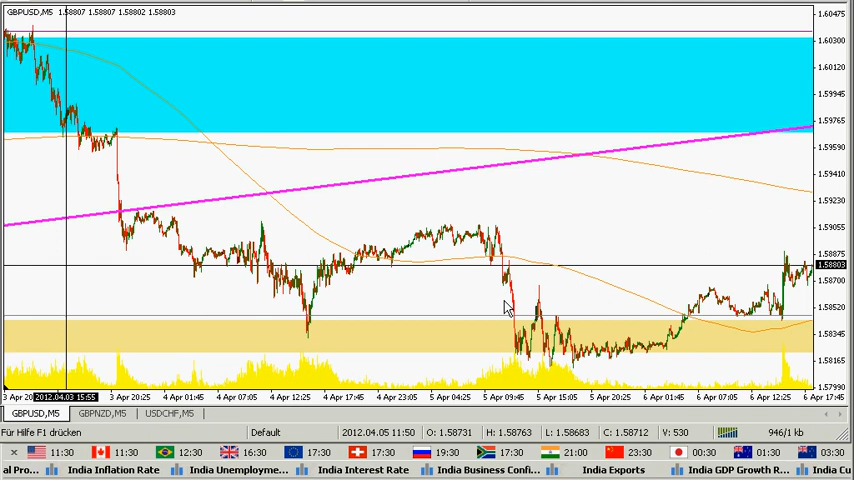 GBPUSD,M5 1.58807 1.58807 1.58802 1.58803
1.60475
1.60300
1.60120
1.59940
1.59765
1.59590
1.59410
1.59230
1.59055
1.58875
1.58803
1.58700
1.58520
1.58345
1.58165
1.57990
3 Apr 20 2012.04.03 15:55 3 Apr 20:25 4 Apr 01:45 4 Apr 07:05 4 Apr 12:25 4 Apr 17:45 4 Apr 23:05 5 Apr 04:25 5 Apr 09:45 5 Apr 15:05 5 Apr 20:25 6 Apr 01:45 6 Apr 07:05 6 Apr 12:25 6 Apr 17:45
GBPUSD,M5 GBPNZD,M5 USDCHF,M5
Für Hilfe F1 drücken Default 2012.04.05 11:50 O: 1.58731 H: 1.58763 L: 1.58683 C: 1.58712 V: 530 946/1 kb
11:30 11:30 12:30 16:30 17:30 17:30 19:30 17:30 21:00 23:30 00:30 01:30 03:30
al Pro... India Inflation Rate India Unemployme... India Interest Rate India Business Confi... India Exports India GDP Growth R... India Cu